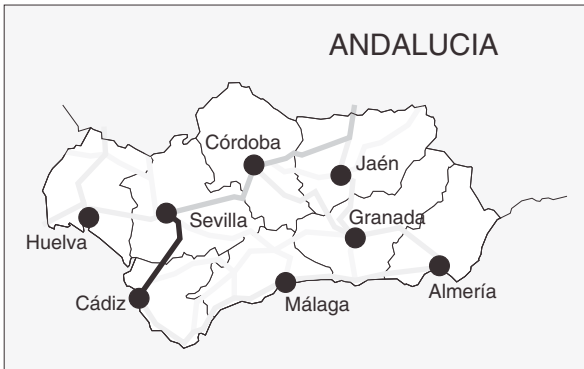 ANDALUCIA
Córdoba
Jaén
Sevilla
Granada
Huelva
Cádiz
Málaga
Almería